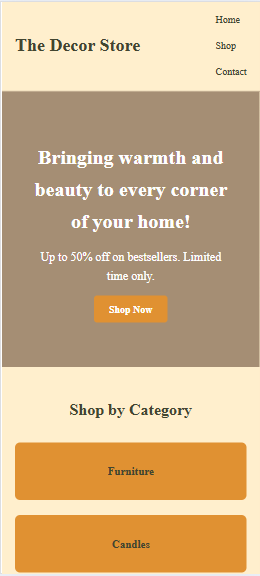 The Decor Store
Home
Shop
Contact
Bringing warmth and
beauty to every corner
of your home!
Up to 50% off on bestsellers. Limited
time only.
Shop Now
Shop by Category
Furniture
Candles